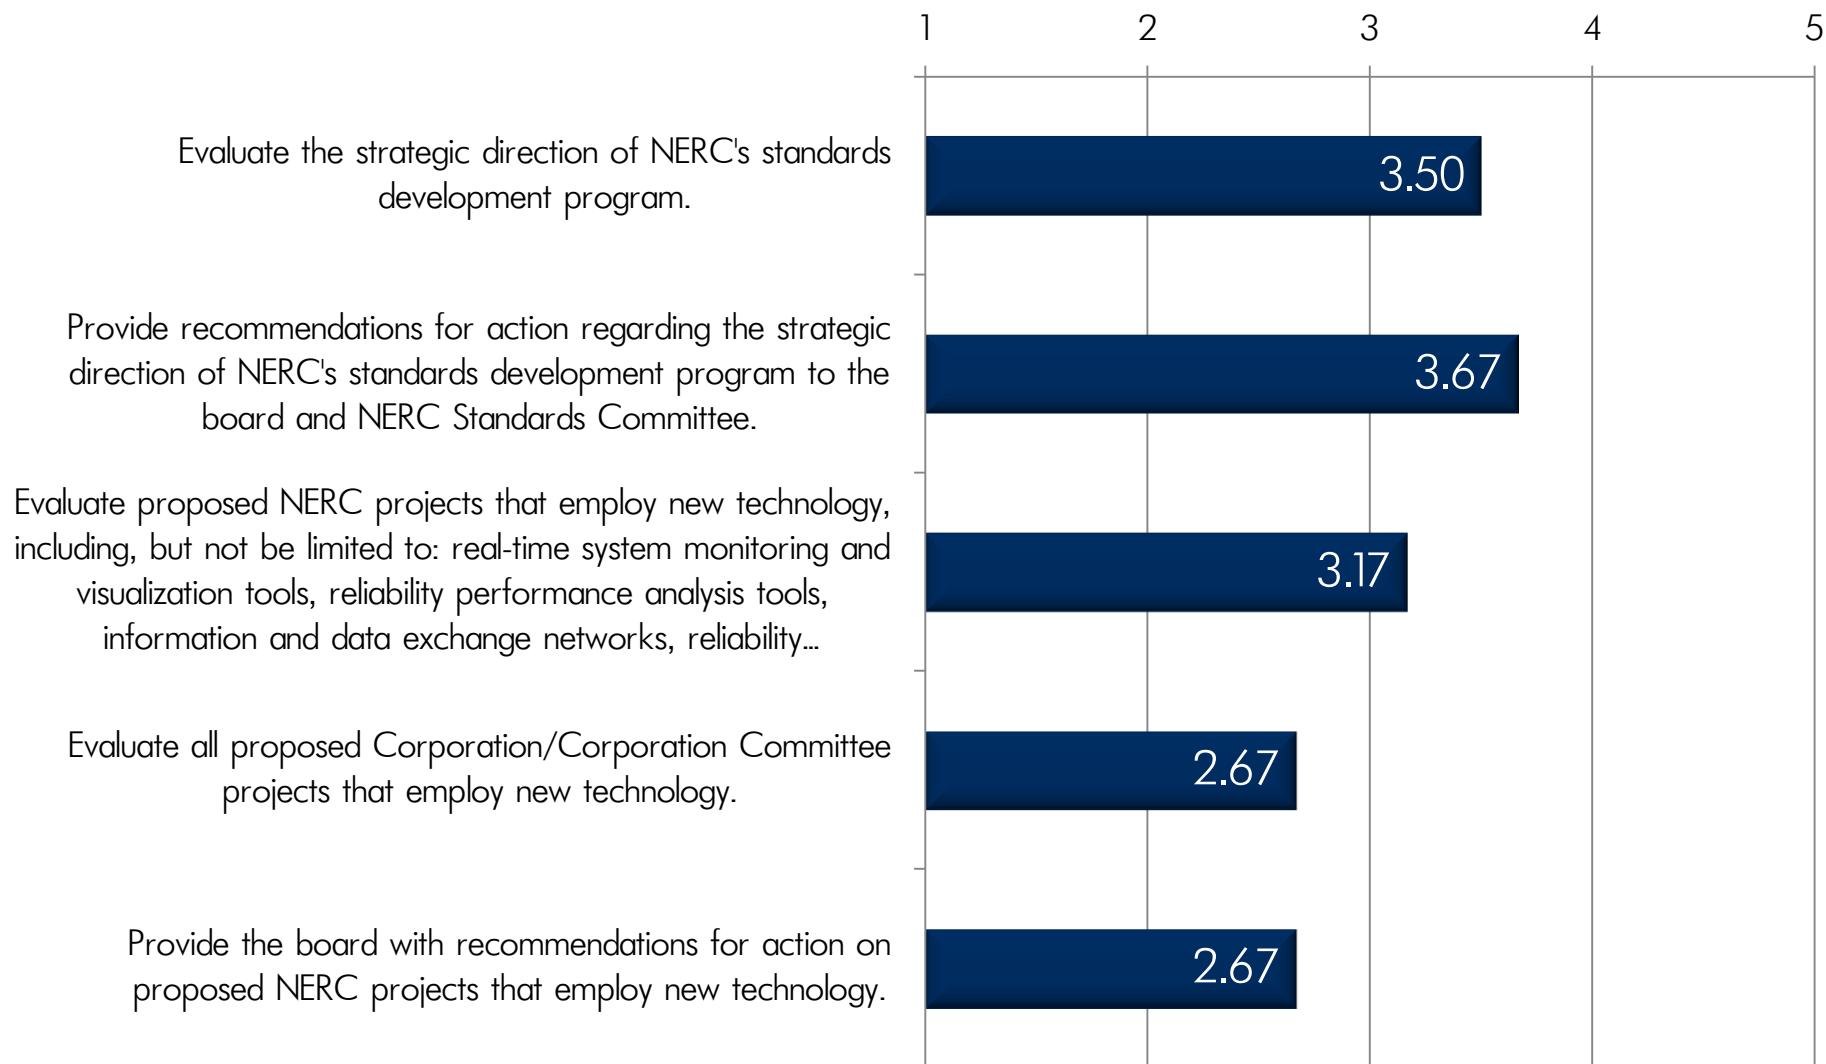 1 2 3 4 5
Evaluate the strategic direction of NERC's standards
development program.
3.50
Provide recommendations for action regarding the strategic
direction of NERC's standards development program to the
board and NERC Standards Committee.
3.67
Evaluate proposed NERC projects that employ new technology,
including, but not be limited to: real-time system monitoring and
visualization tools, reliability performance analysis tools,
information and data exchange networks, reliability...
3.17
Evaluate all proposed Corporation/Corporation Committee
projects that employ new technology.
2.67
Provide the board with recommendations for action on
proposed NERC projects that employ new technology.
2.67